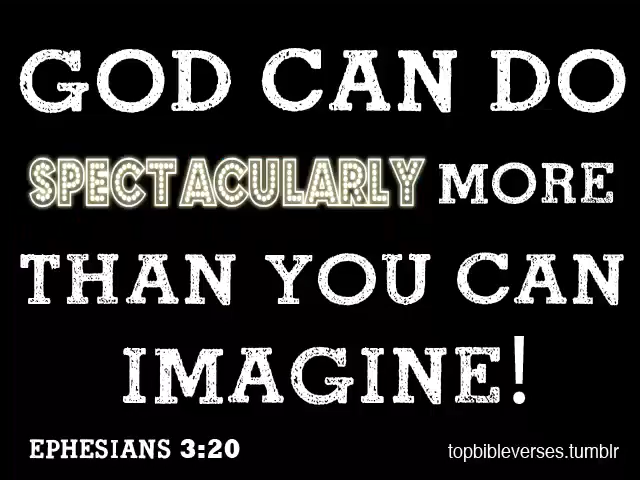 GOD CAN DO
SPECTACULARLY MORE
THAN YOU CAN
IMAGINE!
EPHESIANS 3:20
topbibleverses.tumblr